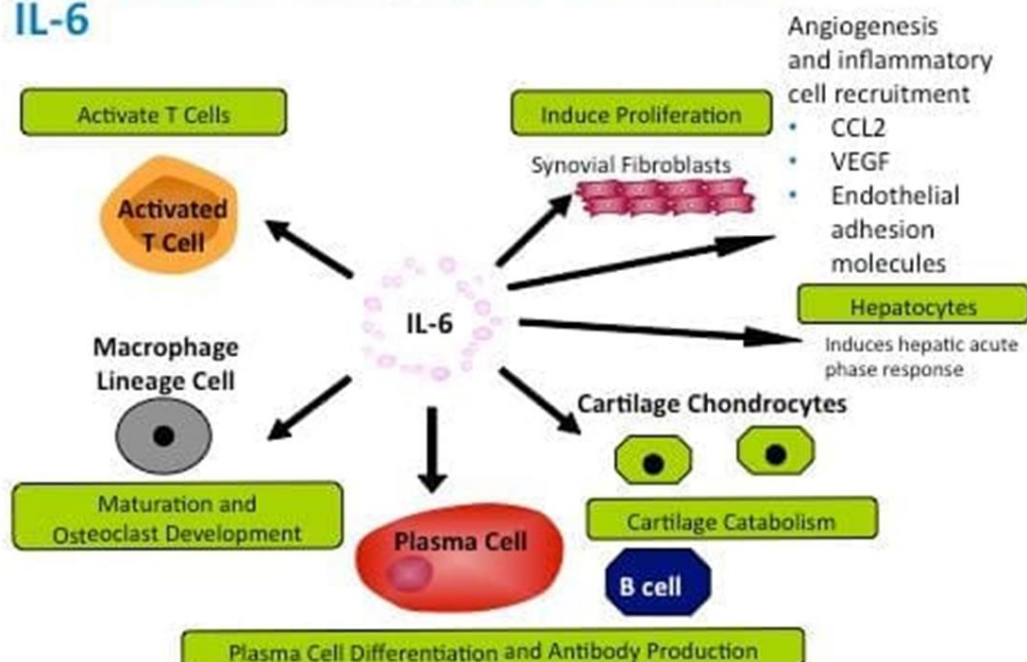 IL-6
Activate T Cells
Activated
T Cell
Induce Proliferation
Synovial Fibroblasts
Angiogenesis
and inflammatory
cell recruitment
• CCL2
• VEGF
• Endothelial
adhesion
molecules
IL-6
Hepatocytes
Induces hepatic acute
phase response
Macrophage
Lineage Cell
Maturation and
Osteoclast Development
Cartilage Chondrocytes
Cartilage Catabolism
Plasma Cell
B cell
Plasma Cell Differentiation and Antibody Production